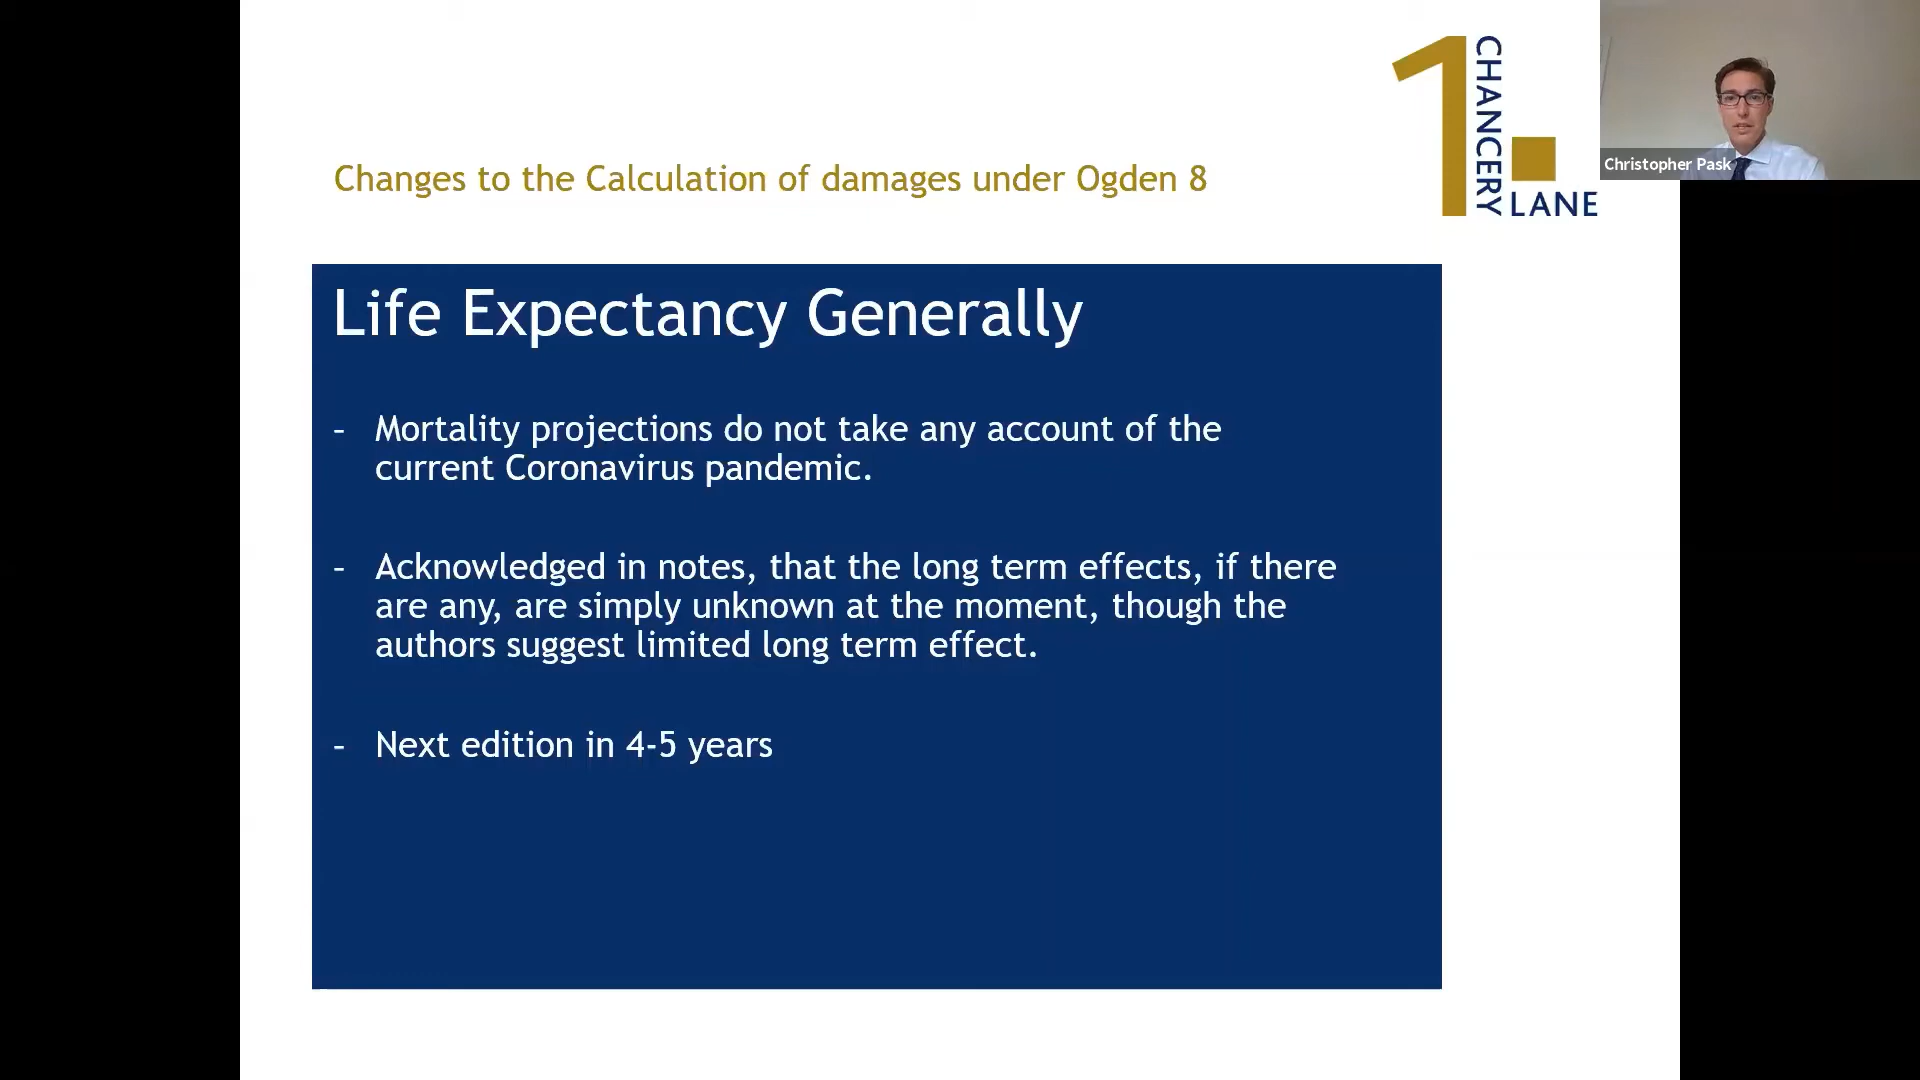 CHANCERY
LANE
Christopher Pask
Changes to the Calculation of damages under Ogden 8
Life Expectancy Generally
- Mortality projections do not take any account of the
current Coronavirus pandemic.
- Acknowledged in notes, that the long term effects, if there
are any, are simply unknown at the moment, though the
authors suggest limited long term effect.
- Next edition in 4-5 years